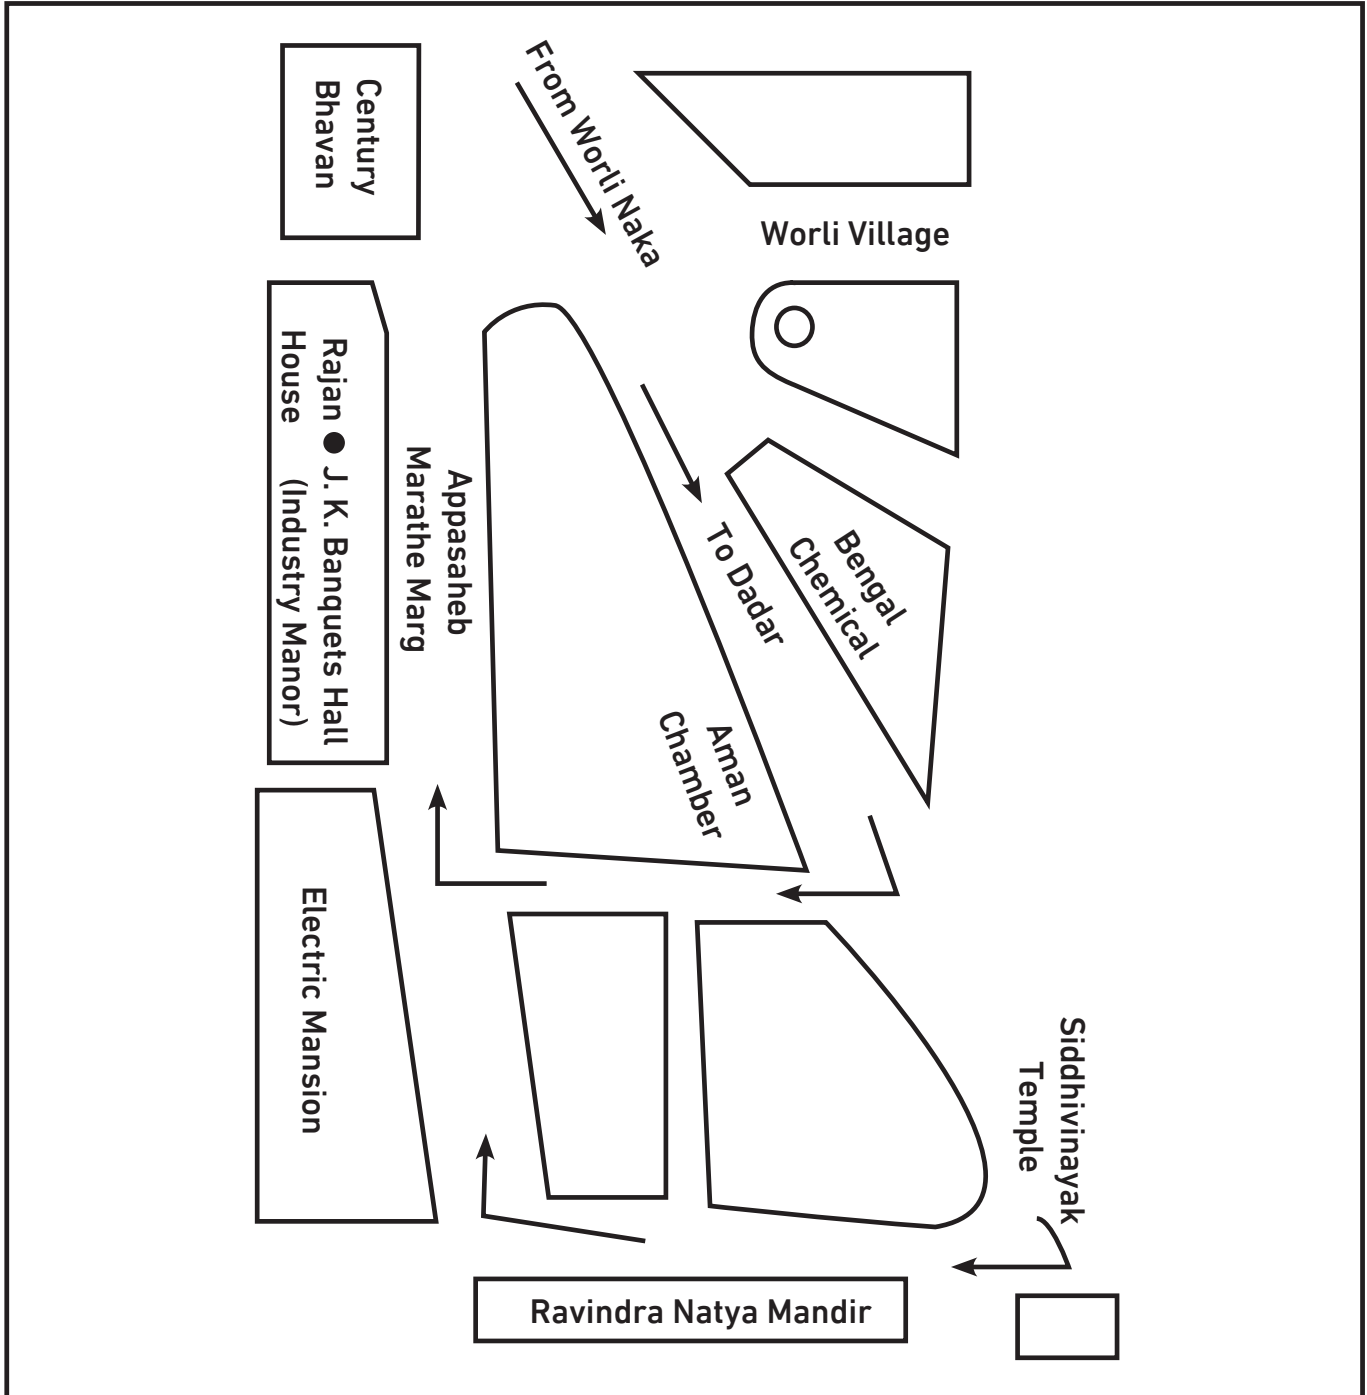 Century
Bhavan
From Worli Naka
Worli Village
Rajan ● J. K. Banquets Hall
House (Industry Manor)
Appasaheb
Marathe Marg
To Dadar
Bengal
Chemical
Aman
Chamber
Electric Mansion
Siddhivinayak
Temple
Ravindra Natya Mandir